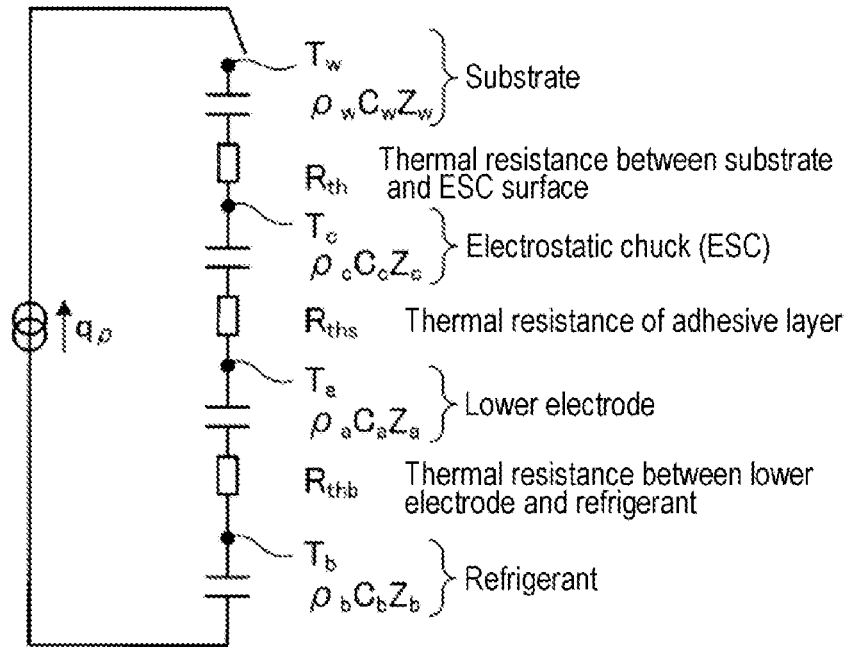 T_w
ρ_wC_wZ_w
Substrate
R_th Thermal resistance between substrate
and ESC surface
T_c
ρ_cC_cZ_c
Electrostatic chuck (ESC)
R_ths Thermal resistance of adhesive layer
q_ρ
T_a
ρ_aC_aZ_a
Lower electrode
R_thb Thermal resistance between lower
electrode and refrigerant
T_b
ρ_bC_bZ_b
Refrigerant